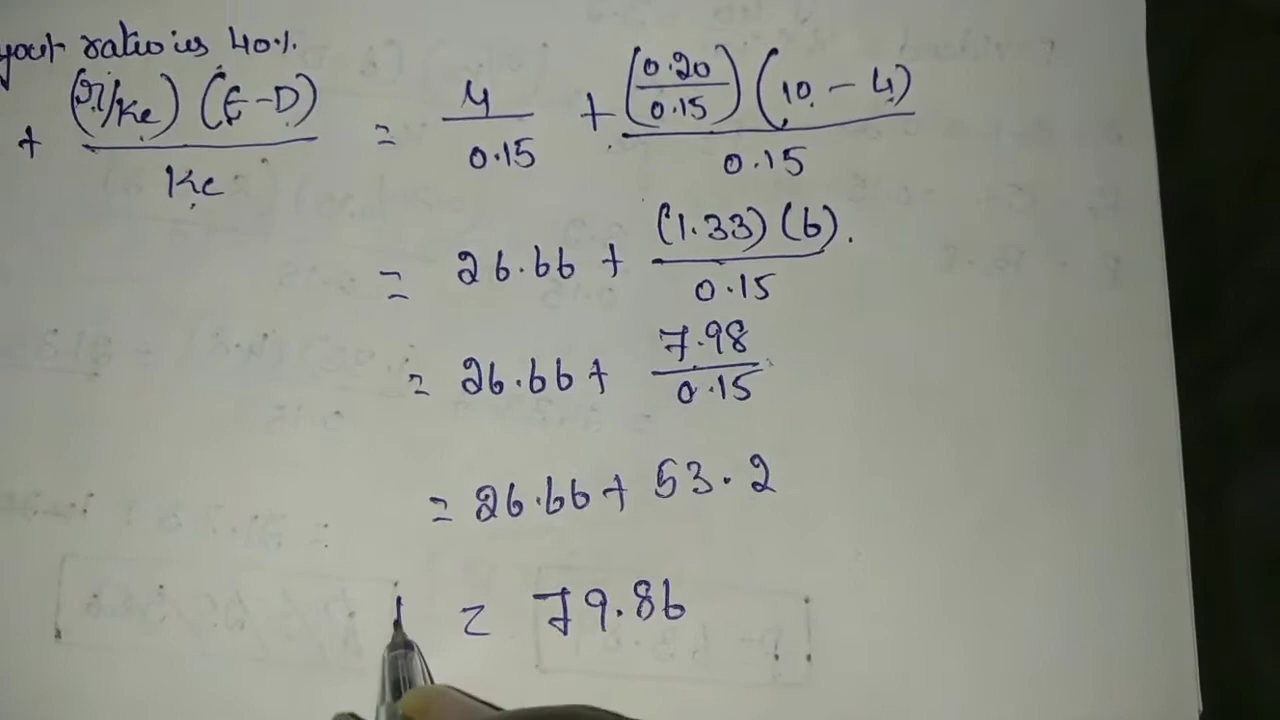 yout ratio is 40%
+ (r/Ke) (E-D) / Ke = 4 / 0.15 + (0.20 / 0.15) (10 - 4) / 0.15
= 26.66 + (1.33) (6). / 0.15
= 26.66 + 7.98 / 0.15
= 26.66 + 53.2
= 79.86